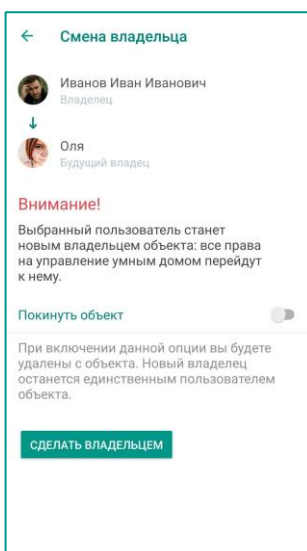 Смена владельца
Иванов Иван Иванович
Владелец
Оля
Будущий владец
Внимание!
Выбранный пользователь станет
новым владельцем объекта: все права
на управление умным домом перейдут
к нему.
Покинуть объект
При включении данной опции вы будете
удалены с объекта. Новый владелец
останется единственным пользователем
объекта.
СДЕЛАТЬ ВЛАДЕЛЬЦЕМ